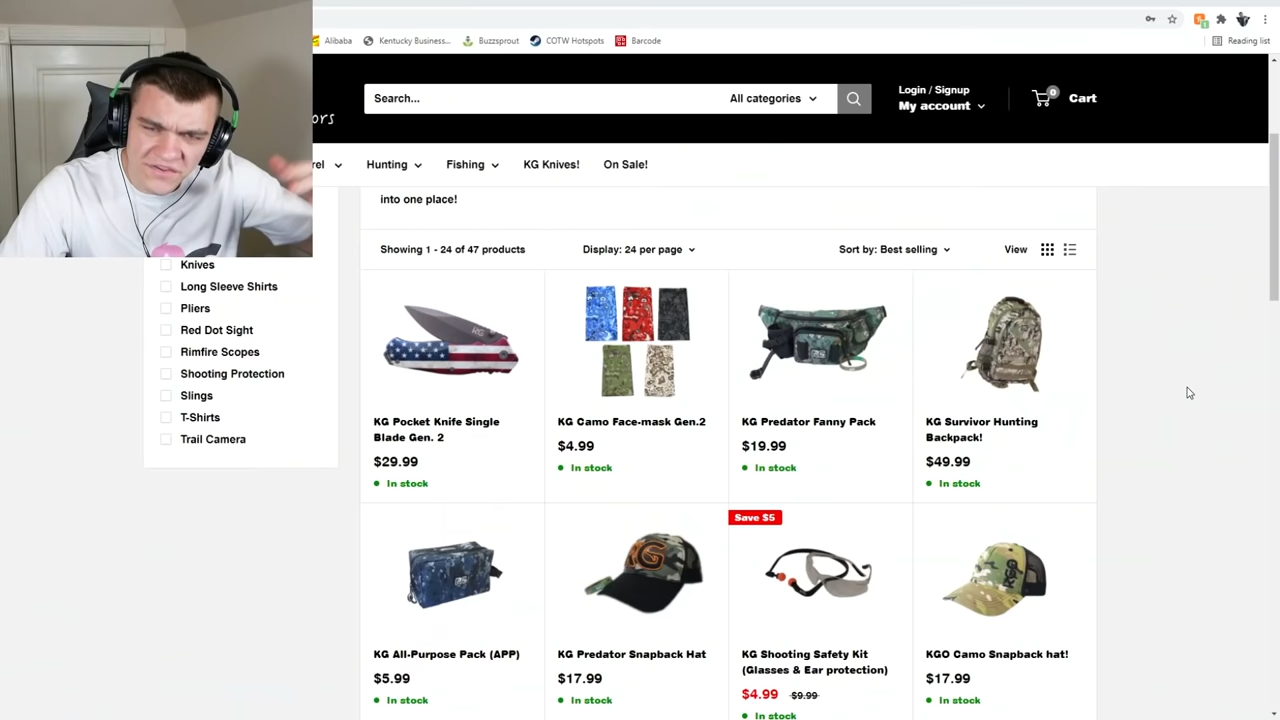 Alibaba
Kentucky Business...
Buzzsprout
COTW Hotspots
Barcode
Reading list
Search...
All categories
Login / Signup
My account
0
Cart
ors
rel
Hunting
Fishing
KG Knives!
On Sale!
into one place!
Showing 1 - 24 of 47 products
Display: 24 per page
Sort by: Best selling
View
Knives
Long Sleeve Shirts
Pliers
Red Dot Sight
Rimfire Scopes
Shooting Protection
Slings
T-Shirts
Trail Camera
KG Pocket Knife Single
Blade Gen. 2
$29.99
In stock
KG Camo Face-mask Gen.2
$4.99
In stock
KG Predator Fanny Pack
$19.99
In stock
KG Survivor Hunting
Backpack!
$49.99
In stock
KG All-Purpose Pack (APP)
$5.99
In stock
KG
KG Predator Snapback Hat
$17.99
In stock
Save $5
KG Shooting Safety Kit
(Glasses & Ear protection)
$4.99 $9.99
In stock
KGO
KGO Camo Snapback hat!
$17.99
In stock